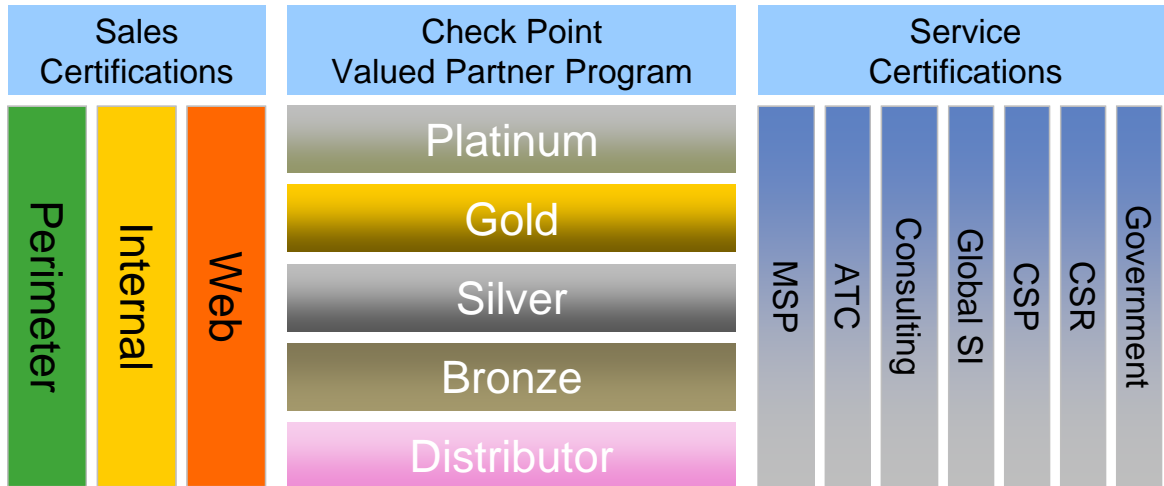 Sales
Certifications
Perimeter
Internal
Web
Check Point
Valued Partner Program
Platinum
Gold
Silver
Bronze
Distributor
Service
Certifications
MSP
ATC
Consulting
Global SI
CSP
CSR
Government